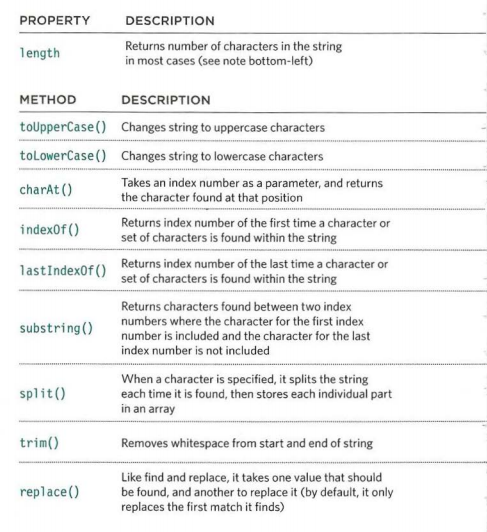 PROPERTY DESCRIPTION
length Returns number of characters in the string
in most cases (see note bottom-left)
METHOD DESCRIPTION
toUpperCase() Changes string to uppercase characters
toLowerCase() Changes string to lowercase characters
charAt() Takes an index number as a parameter, and returns
the character found at that position
indexOf() Returns index number of the first time a character or
set of characters is found within the string
lastIndexOf() Returns index number of the last time a character or
set of characters is found within the string
substring() Returns characters found between two index
numbers where the character for the first index
number is included and the character for the last
index number is not included
split() When a character is specified, it splits the string
each time it is found, then stores each individual part
in an array
trim() Removes whitespace from start and end of string
replace() Like find and replace, it takes one value that should
be found, and another to replace it (by default, it only
replaces the first match it finds)